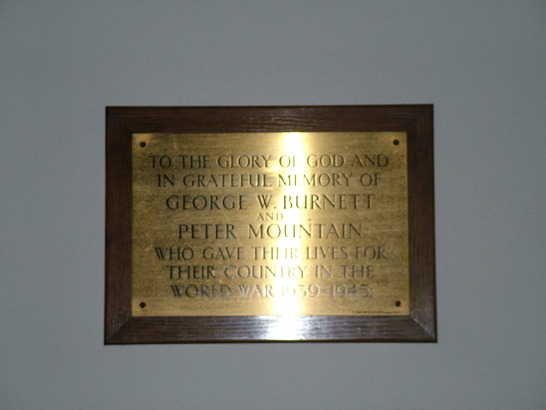 TO THE GLORY OF GOD AND
IN GRATEFUL MEMORY OF
GEORGE W. BURNETT
AND
PETER MOUNTAIN
WHO GAVE THEIR LIVES FOR
THEIR COUNTRY IN THE
WORLD WAR 1939-1945.